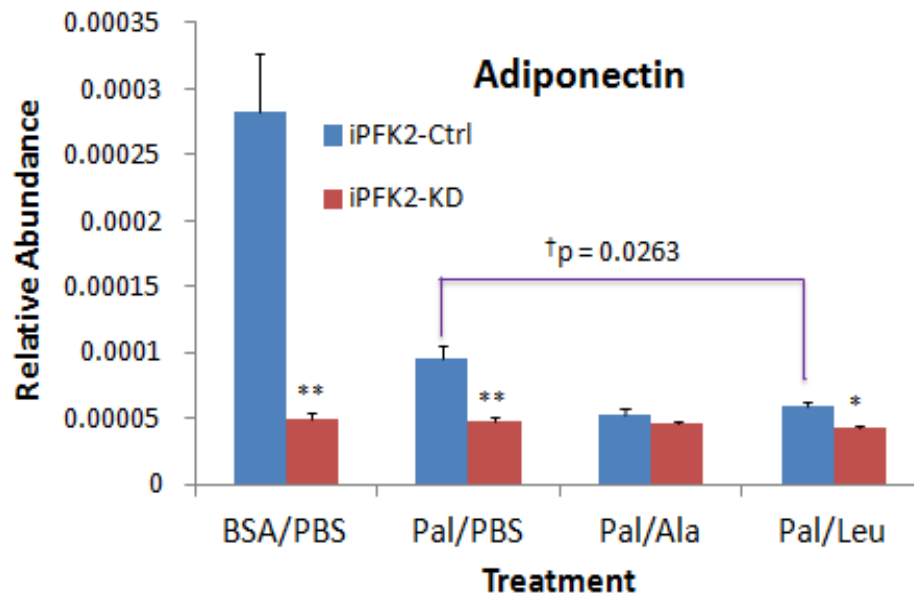 0.00035
0.0003
0.00025
0.0002
0.00015
0.0001
0.00005
0
Relative Abundance
Adiponectin
iPFK2-Ctrl
iPFK2-KD
†p = 0.0263
**
**
*
BSA/PBS Pal/PBS Pal/Ala Pal/Leu
Treatment